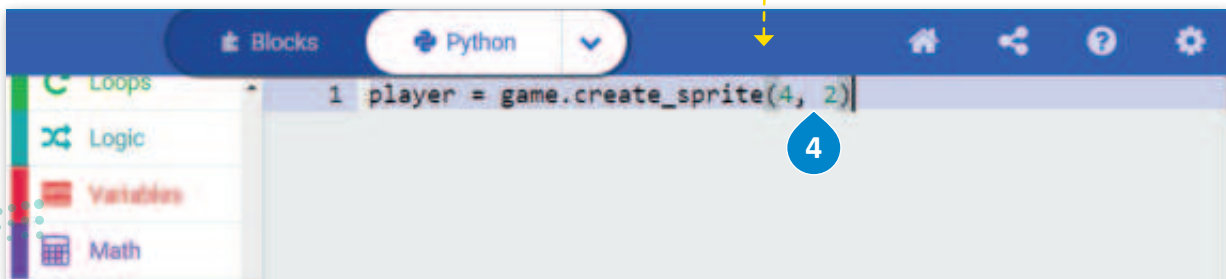 Blocks Python
Loops
1 player = game.create_sprite(4, 2)
Logic
4
Variables
Math